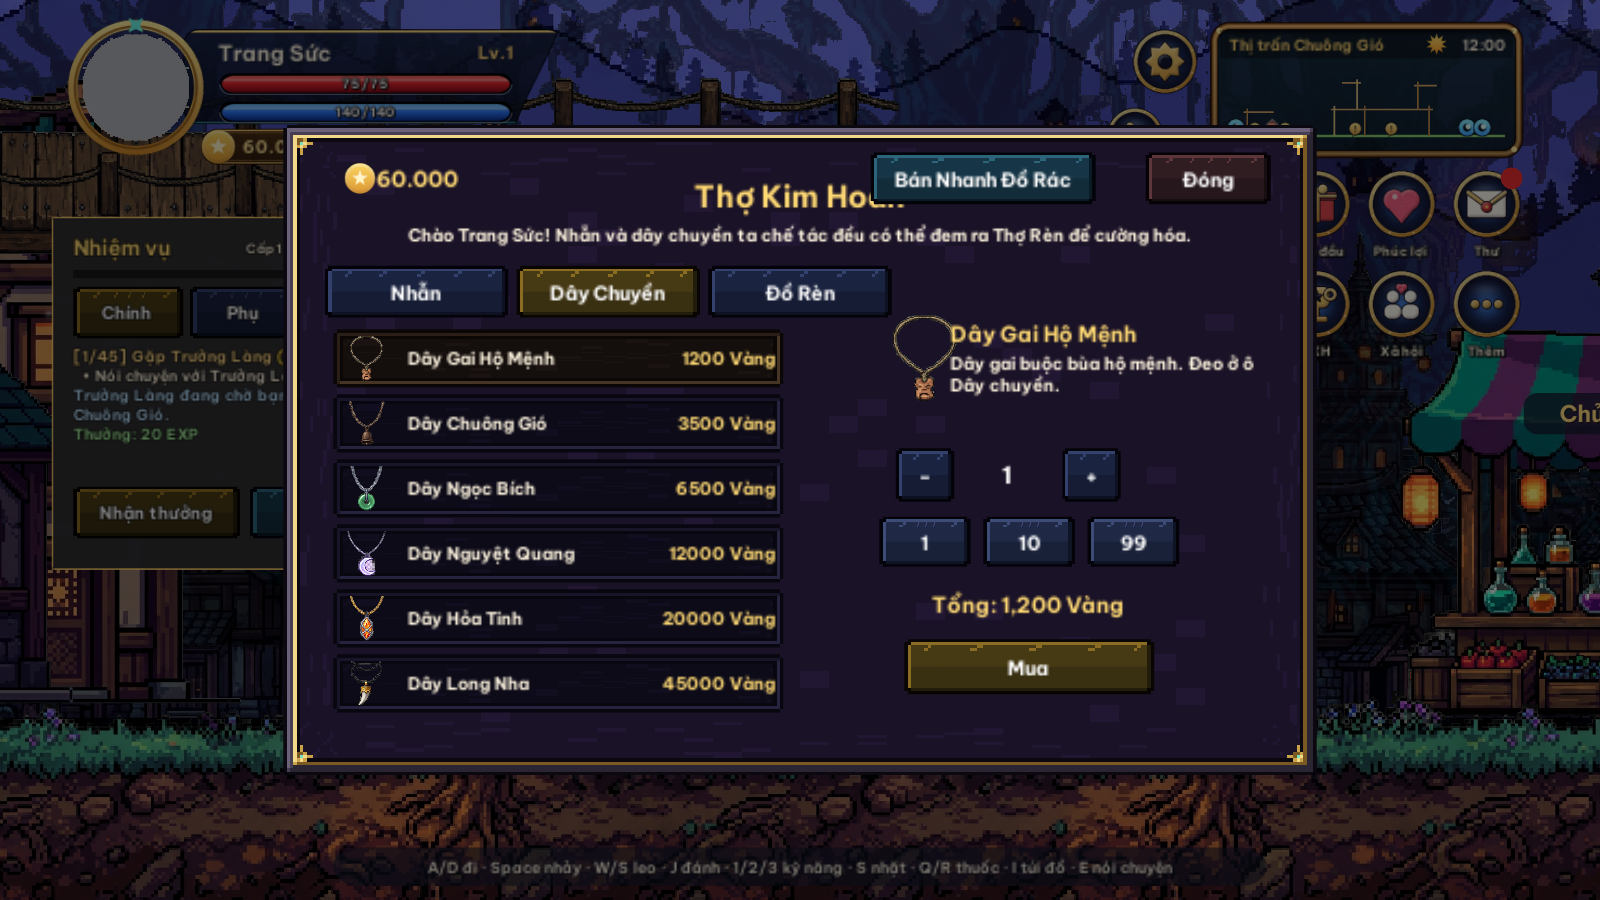 Trang Sức
Lv.1
75/75
140/140
60.0
Thị trấn Chuông Gió
12:00
Phúc lợi
Thư
Xã hội
Thêm
Nhiệm vụ
Cấp 1
Chính
Phụ
[1/45] Gặp Trưởng Làng (
• Nói chuyện với Trưởng L
Trưởng Làng đang chờ bạn
Chuông Gió.
Thưởng: 20 EXP
Nhận thưởng
60.000
Thợ Kim
Bán Nhanh Đồ Rác
Đóng
Chào Trang Sức! Nhẫn và dây chuyền ta chế tác đều có thể đem ra Thợ Rèn để cường hóa.
Nhẫn
Dây Chuyền
Đồ Rèn
Dây Gai Hộ Mệnh
1200 Vàng
Dây Chuông Gió
3500 Vàng
Dây Ngọc Bích
6500 Vàng
Dây Nguyệt Quang
12000 Vàng
Dây Hỏa Tinh
20000 Vàng
Dây Long Nha
45000 Vàng
Dây Gai Hộ Mệnh
Dây gai buộc bùa hộ mệnh. Đeo ở ô
Dây chuyền.
-
1
+
1
10
99
Tổng: 1,200 Vàng
Mua
A/D đi · Space nhảy · W/S leo · J đánh · 1/2/3 kỹ năng · S nhặt · Q/R thuốc · I túi đồ · E nói chuyện